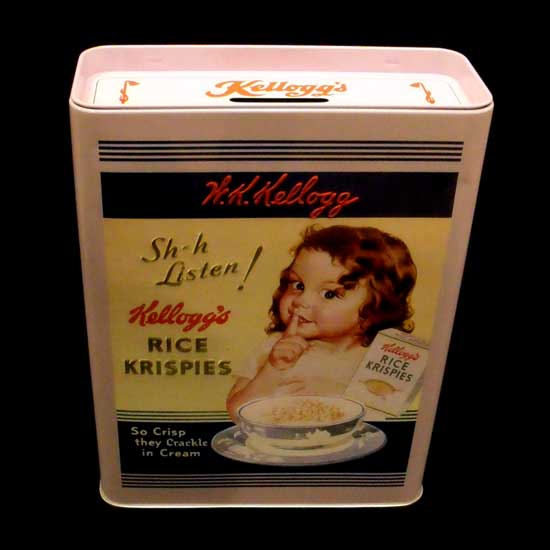 Kellogg's
W.K.Kellogg
Sh-h
Listen!
Kellogg's
RICE
KRISPIES
Kellogg's
RICE
KRISPIES
So Crisp
they Crackle
in Cream